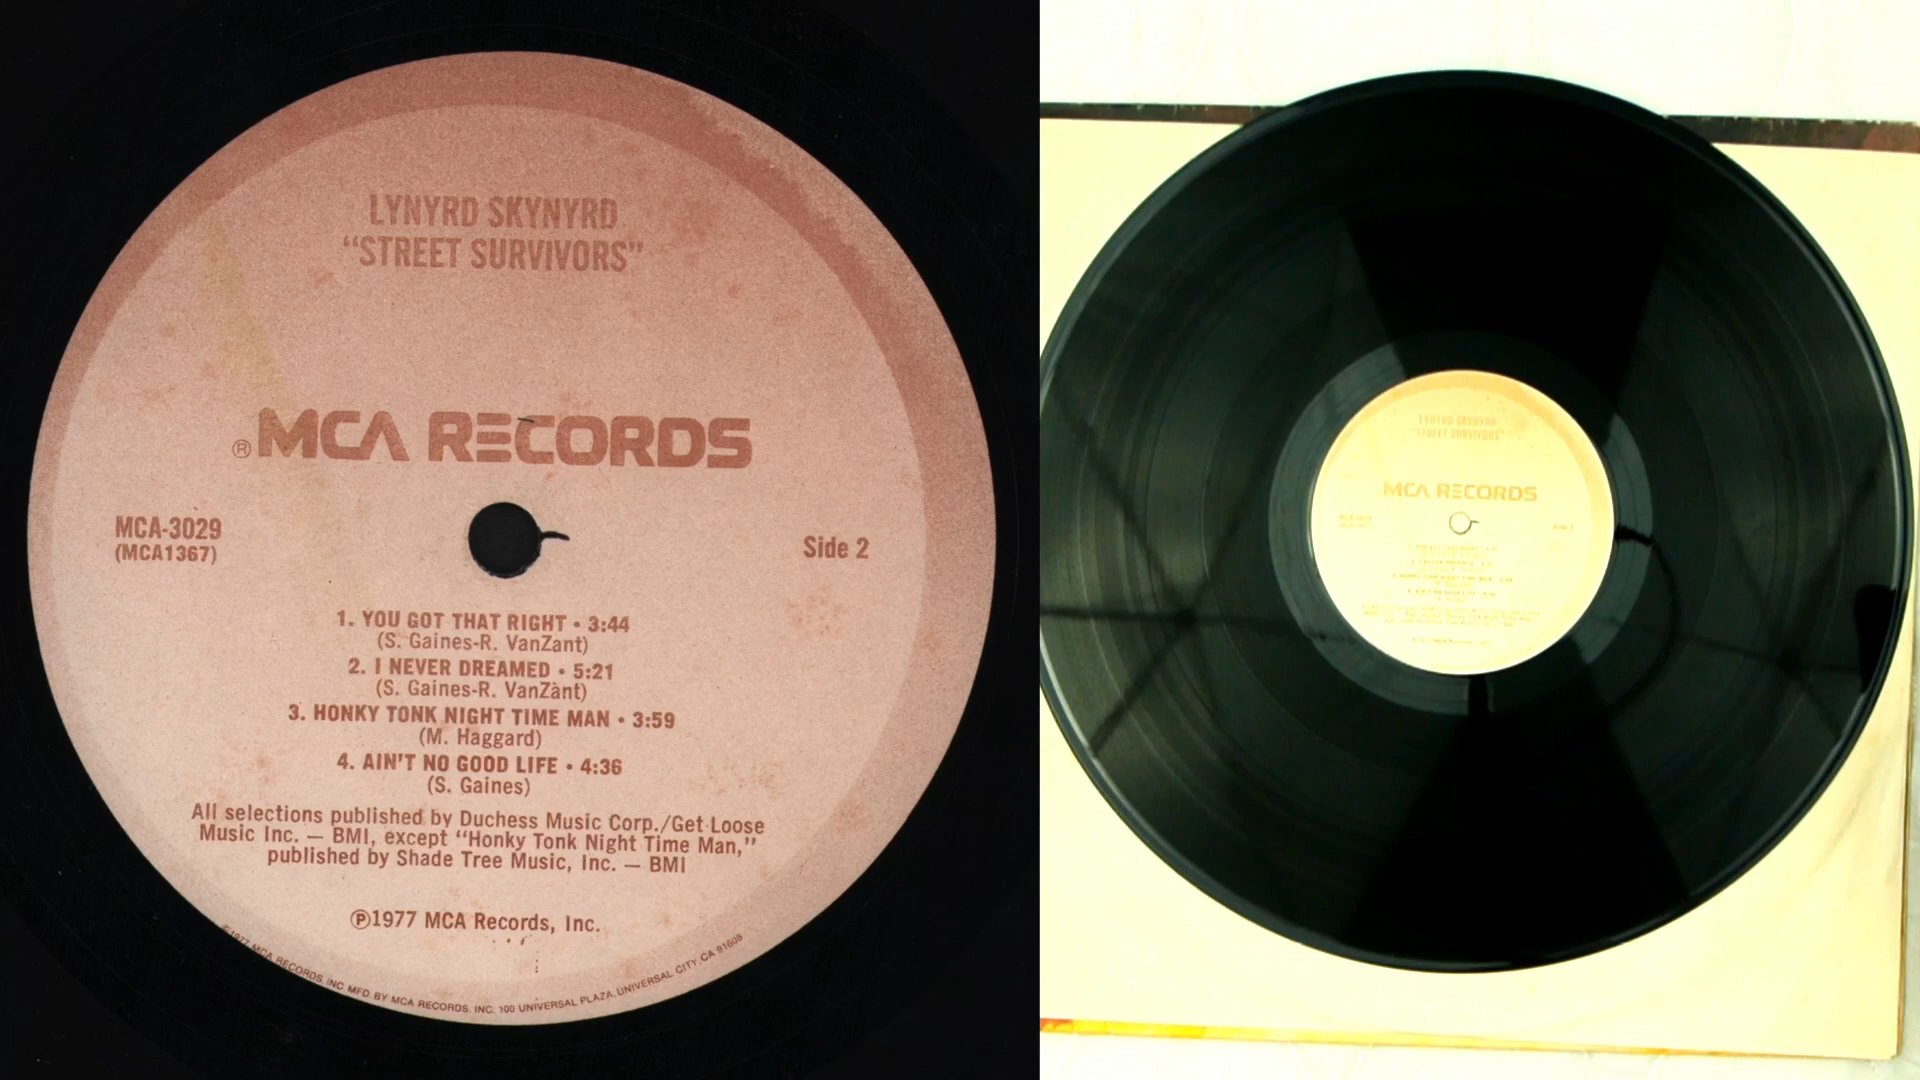 LYNYRD SKYNYRD
“STREET SURVIVORS”
® MCA RECORDS
MCA-3029
(MCA1367)
Side 2
1. YOU GOT THAT RIGHT • 3:44
(S. Gaines-R. VanZant)
2. I NEVER DREAMED • 5:21
(S. Gaines-R. VanZant)
3. HONKY TONK NIGHT TIME MAN • 3:59
(M. Haggard)
4. AIN'T NO GOOD LIFE • 4:36
(S. Gaines)
All selections published by Duchess Music Corp./Get Loose
Music Inc. — BMI, except “Honky Tonk Night Time Man,”
published by Shade Tree Music, Inc. — BMI
℗1977 MCA Records, Inc.
© 1977 MCA RECORDS, INC. MFD. BY MCA RECORDS, INC. 100 UNIVERSAL PLAZA, UNIVERSAL CITY, CA 91608
LYNYRD SKYNYRD
“STREET SURVIVORS”
MCA RECORDS